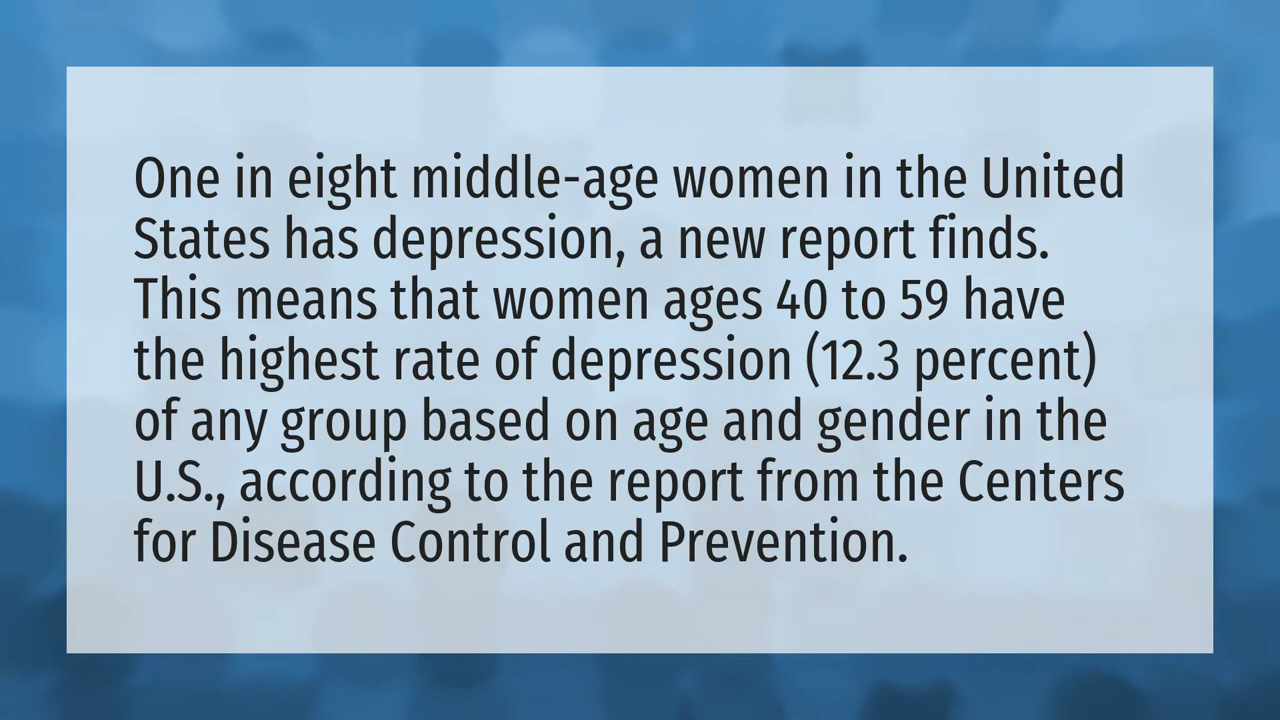 One in eight middle-age women in the United
States has depression, a new report finds.
This means that women ages 40 to 59 have
the highest rate of depression (12.3 percent)
of any group based on age and gender in the
U.S., according to the report from the Centers
for Disease Control and Prevention.